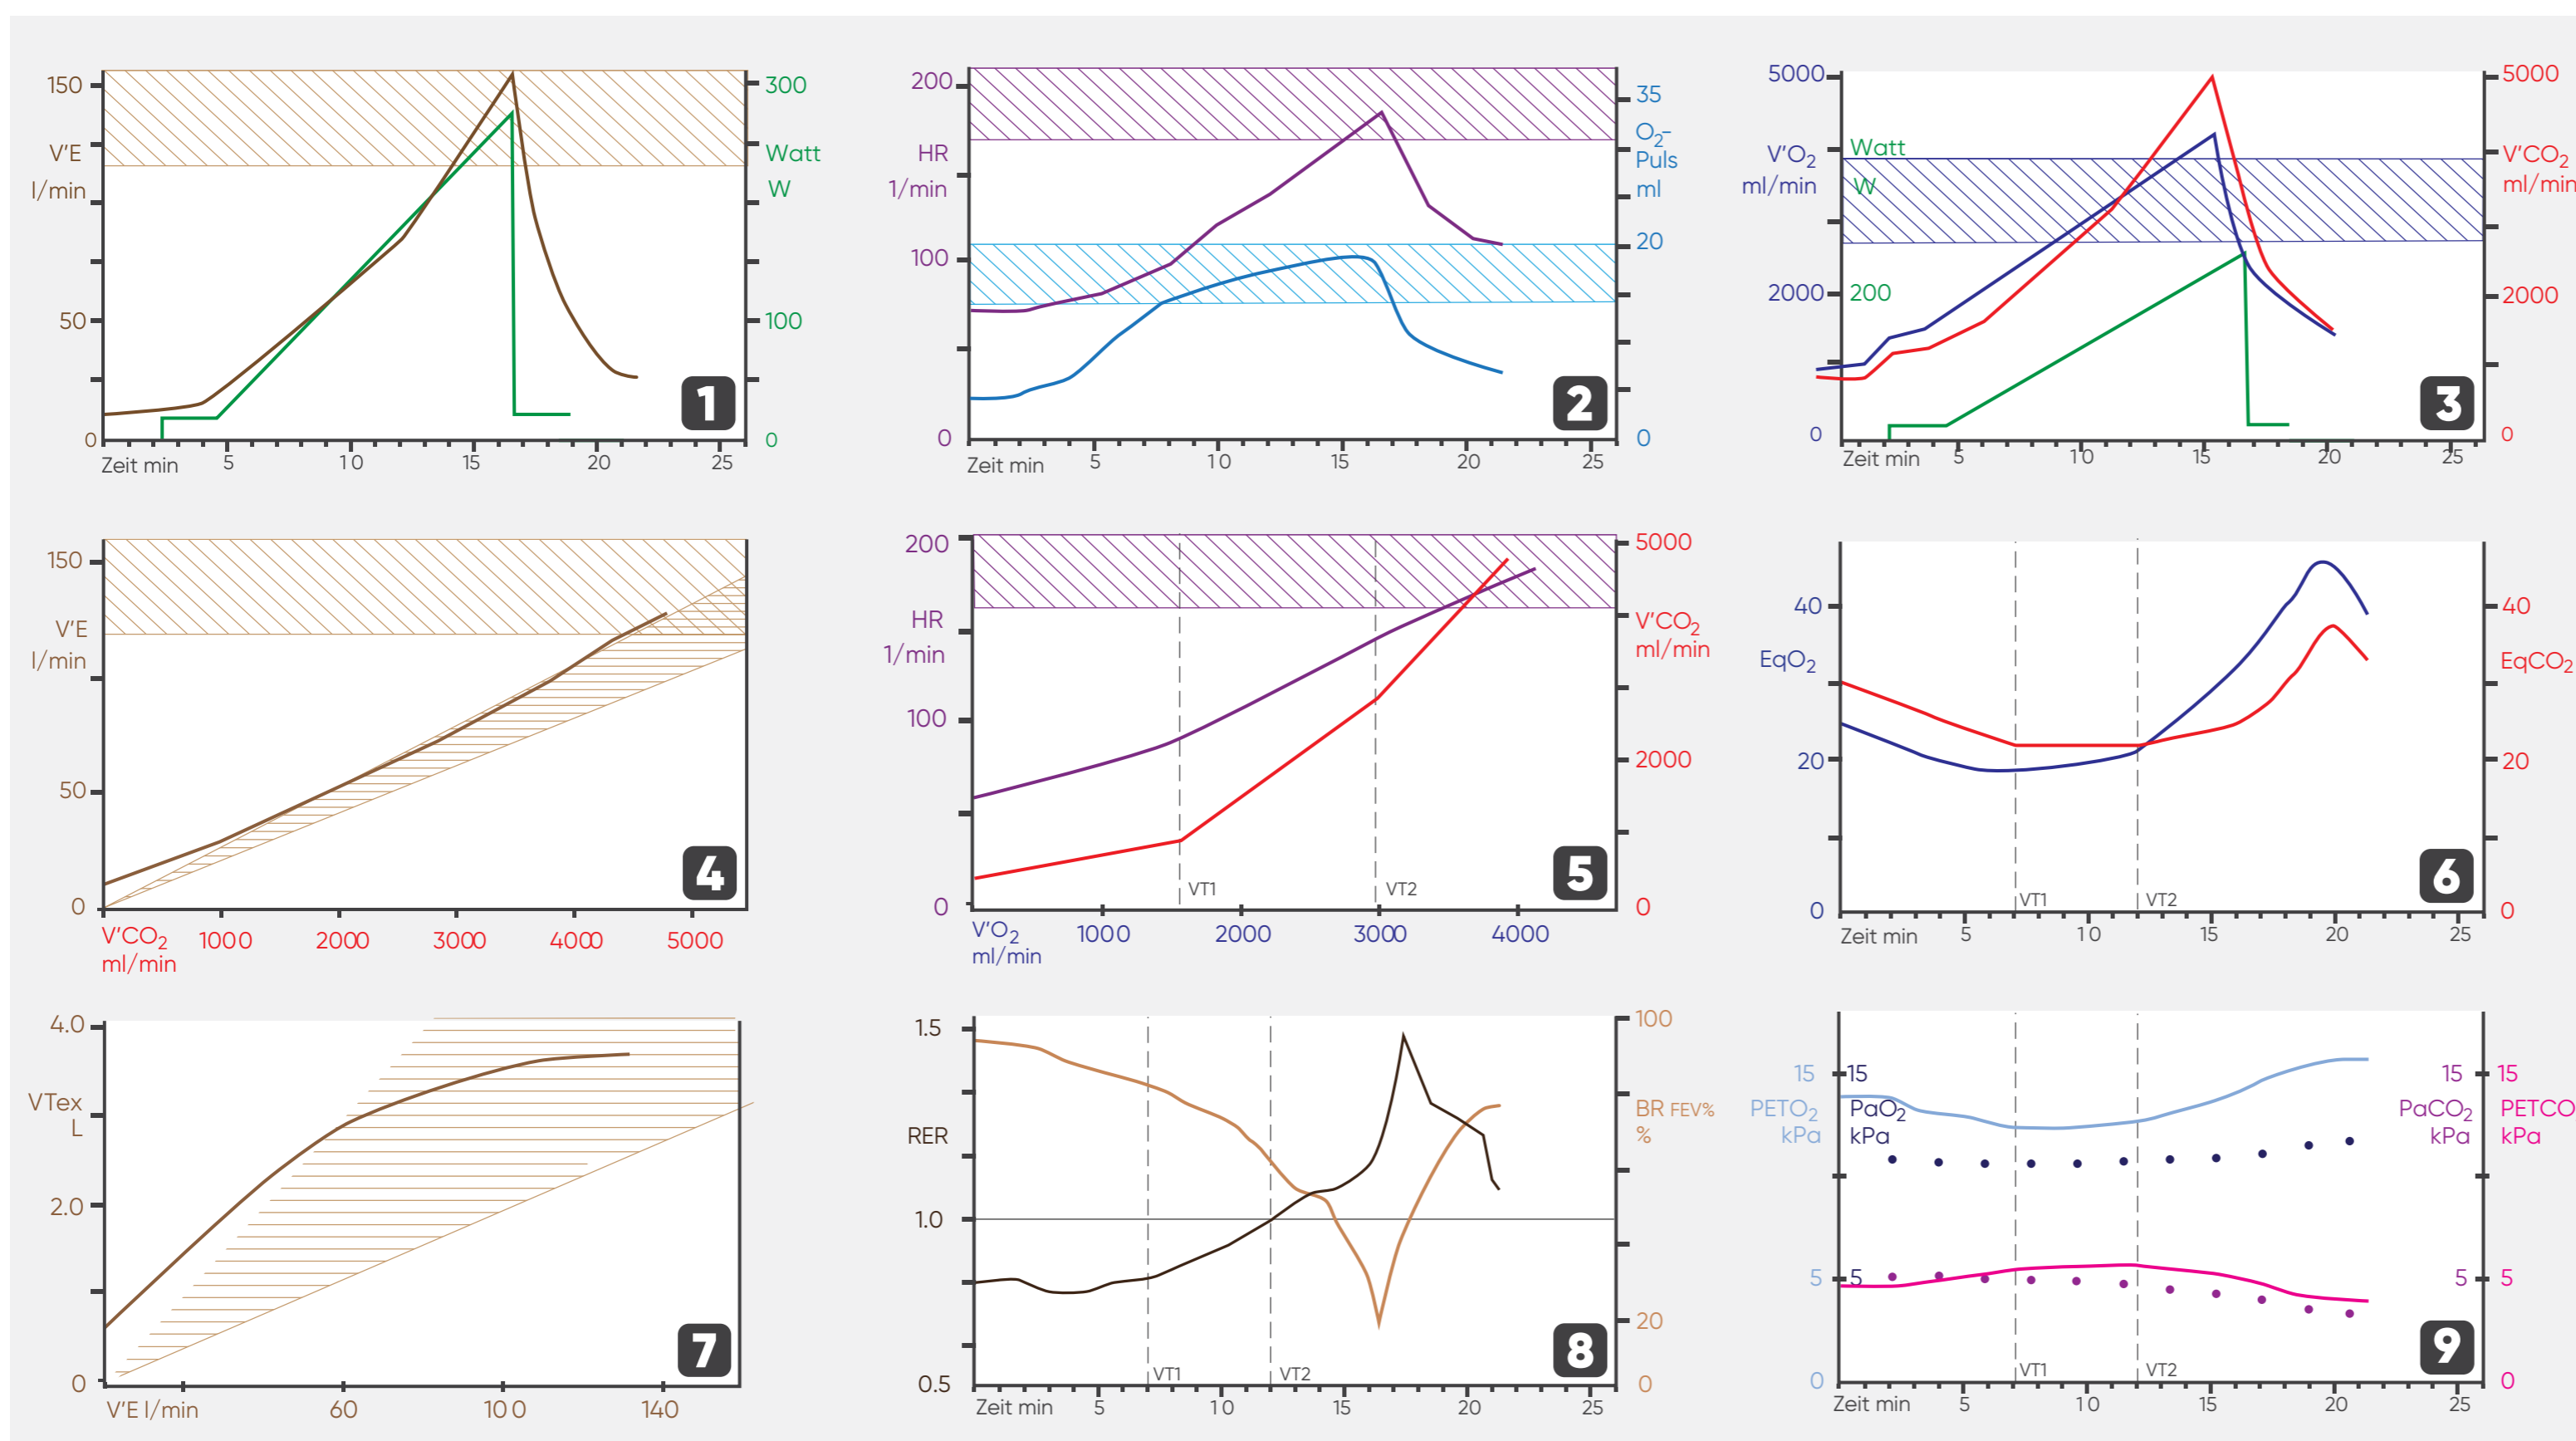 150
V'E
l/min
50
0
300
Watt
W
100
0
Zeit min 5 10 15 20 25
1
200
HR
1/min
100
0
35
O2-
Puls
ml
20
0
Zeit min 5 10 15 20 25
2
5000
V'O2
ml/min
2000
0
Watt
W
200
5000
V'CO2
ml/min
2000
0
Zeit min 5 10 15 20 25
3
150
V'E
l/min
50
0
V'CO2 1000 2000 3000 4000 5000
ml/min
4
200
HR
1/min
100
0
5000
V'CO2
ml/min
2000
0
VT1 VT2
V'O2 1000 2000 3000 4000
ml/min
5
40
EqO2
20
0
40
EqCO2
20
0
VT1 VT2
Zeit min 5 10 15 20 25
6
4.0
VTex
L
2.0
0
V'E l/min 60 100 140
7
1.5
RER
1.0
0.5
100
BR FEV%
%
20
0
VT1 VT2
Zeit min 5 10 15 20 25
8
15 15
PETO2 PaO2
kPa kPa
5 5
0
15 15
PaCO2 PETCO
kPa kPa
5 5
0
VT1 VT2
Zeit min 5 10 15 20 25
9